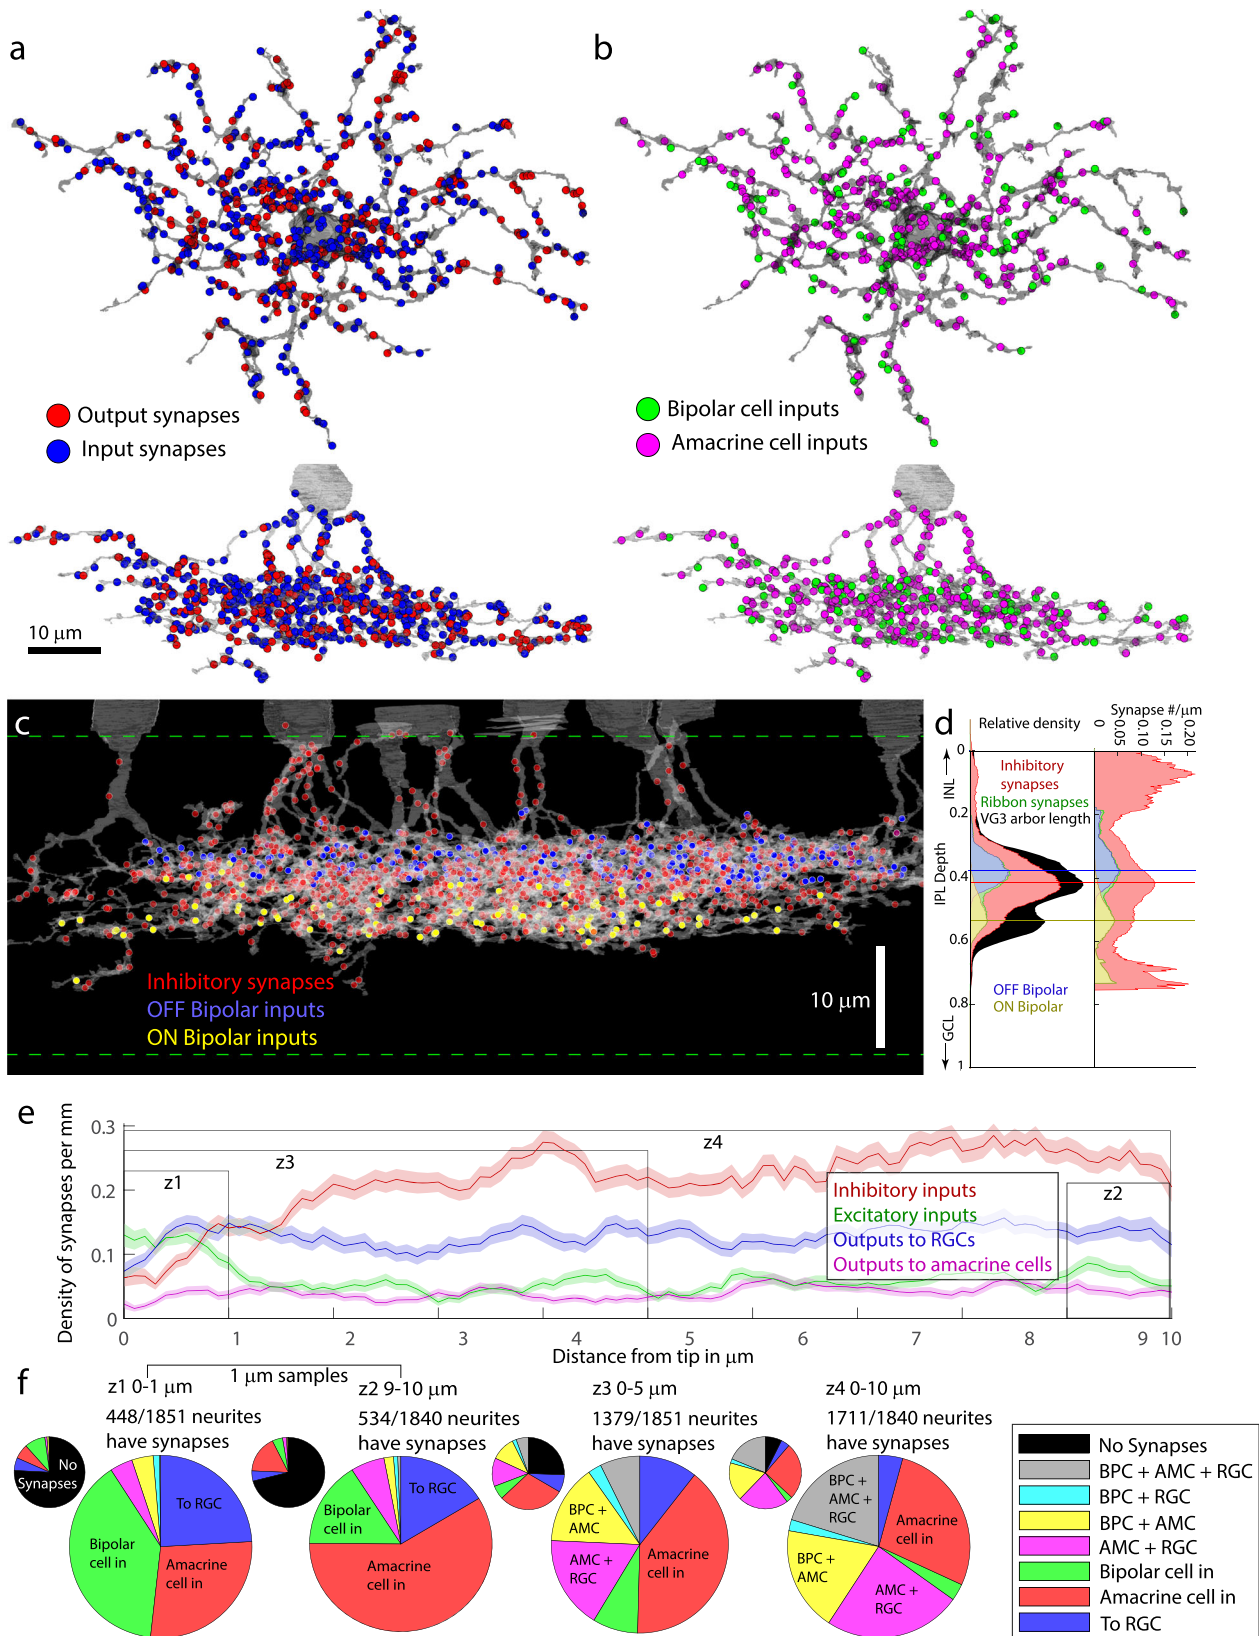 a
b
Output synapses
Input synapses
Bipolar cell inputs
Amacrine cell inputs
10 μm
c
Inhibitory synapses
OFF Bipolar inputs
ON Bipolar inputs
10 μm
d
Relative density
Synapse #/μm
0 0.05 0.10 0.15 0.20
Inhibitory
synapses
Ribbon synapses
VG3 arbor length
INL
IPL Depth
GCL
0
0.2
0.4
0.6
0.8
1
OFF Bipolar
ON Bipolar
e
Density of synapses per mm
0.3
0.2
0.1
0
z1
z3
z4
z2
Inhibitory inputs
Excitatory inputs
Outputs to RGCs
Outputs to amacrine cells
0 1 2 3 4 5 6 7 8 9 10
Distance from tip in μm
f
1 μm samples
z1 0-1 μm
448/1851 neurites
have synapses
No
Synapses
To RGC
Bipolar
cell in
Amacrine
cell in
z2 9-10 μm
534/1840 neurites
have synapses
To RGC
Bipolar
cell in
Amacrine
cell in
z3 0-5 μm
1379/1851 neurites
have synapses
BPC +
AMC
AMC +
RGC
Amacrine
cell in
z4 0-10 μm
1711/1840 neurites
have synapses
BPC +
AMC +
RGC
Amacrine
cell in
BPC +
AMC
AMC +
RGC
No Synapses
BPC + AMC + RGC
BPC + RGC
BPC + AMC
AMC + RGC
Bipolar cell in
Amacrine cell in
To RGC